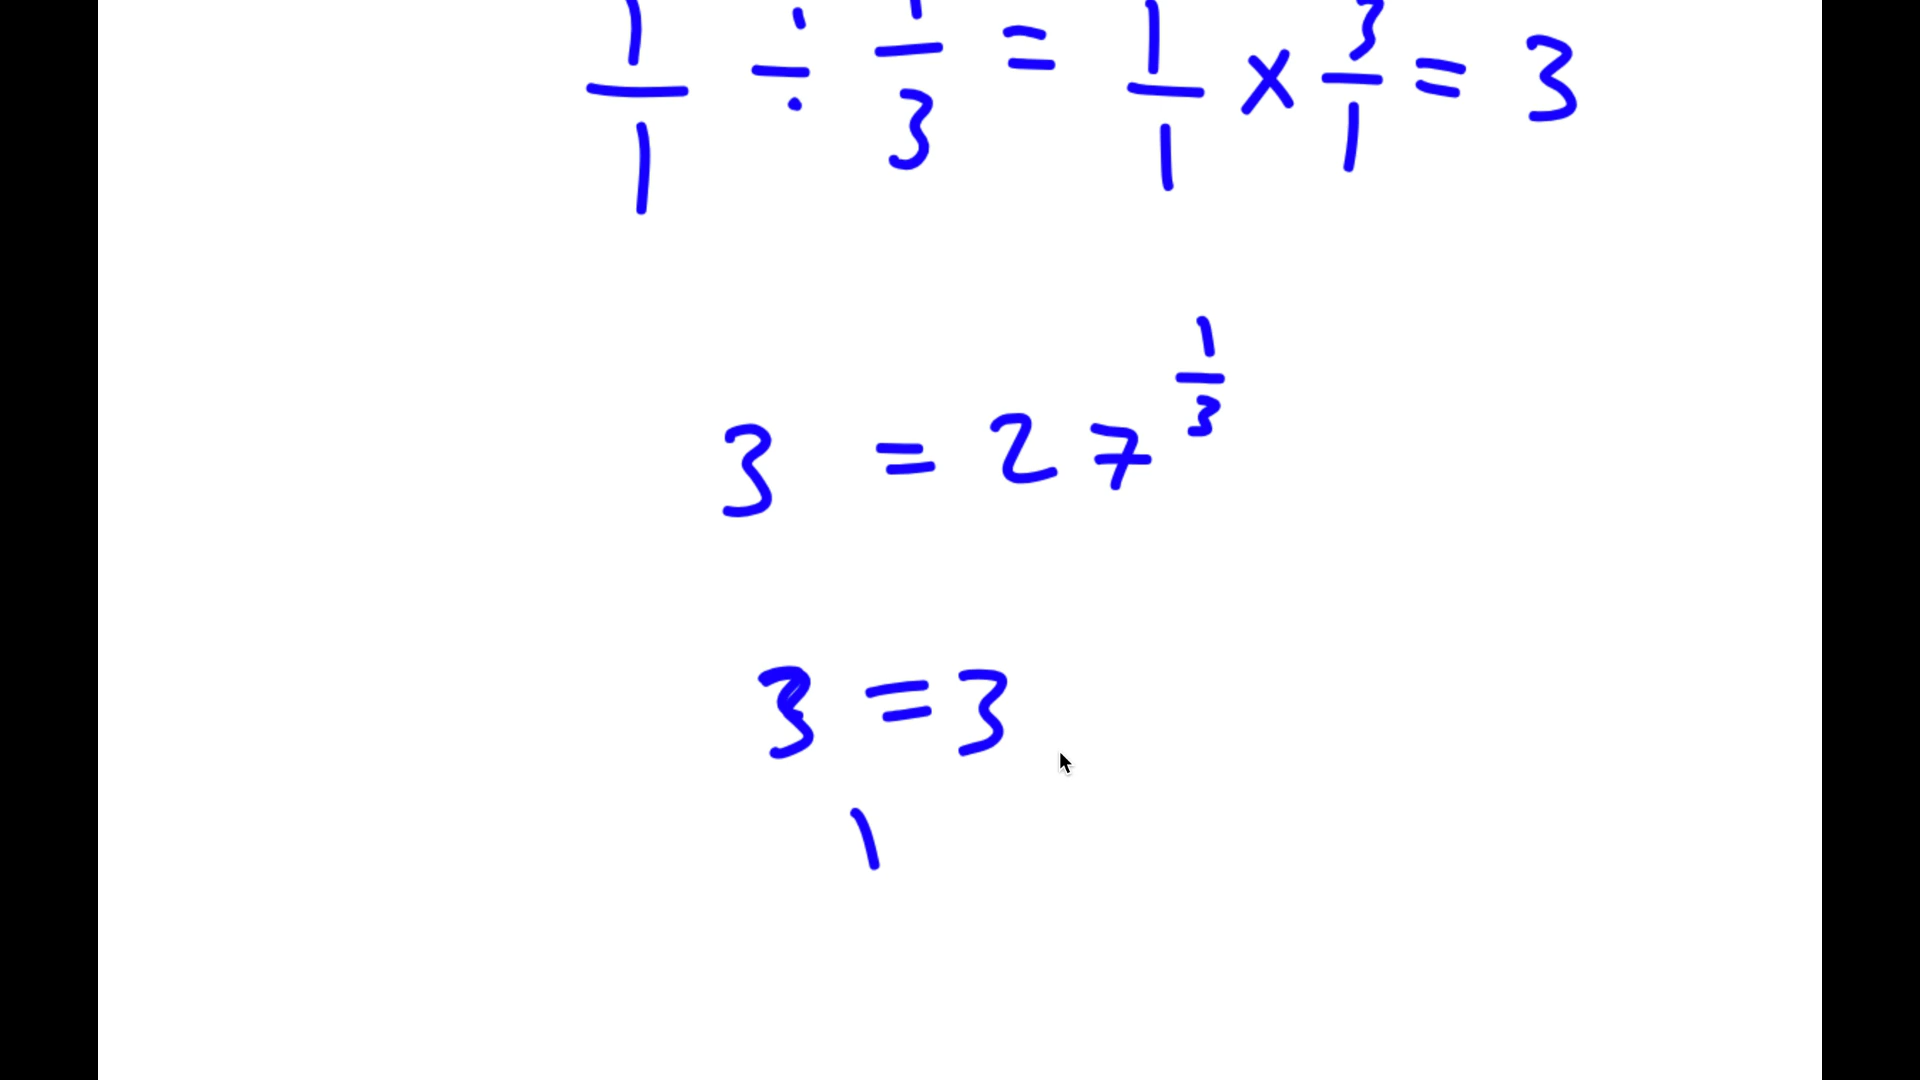 1/1 ÷ 1/3 = 1/1 × 3/1 = 3
3 = 27^(1/3)
3 = 3
1